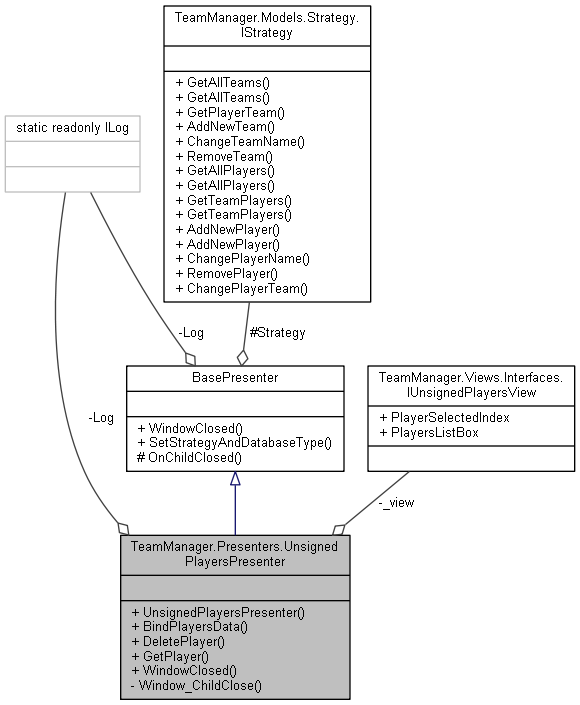 TeamManager.Models.Strategy.
IStrategy
+ GetAllTeams()
+ GetAllTeams()
+ GetPlayerTeam()
+ AddNewTeam()
+ ChangeTeamName()
+ RemoveTeam()
+ GetAllPlayers()
+ GetAllPlayers()
+ GetTeamPlayers()
+ GetTeamPlayers()
+ AddNewPlayer()
+ AddNewPlayer()
+ ChangePlayerName()
+ RemovePlayer()
+ ChangePlayerTeam()
static readonly ILog
-Log
#Strategy
BasePresenter
+ WindowClosed()
+ SetStrategyAndDatabaseType()
# OnChildClosed()
TeamManager.Views.Interfaces.
IUnsignedPlayersView
+ PlayerSelectedIndex
+ PlayersListBox
-Log
-_view
TeamManager.Presenters.Unsigned
PlayersPresenter
+ UnsignedPlayersPresenter()
+ BindPlayersData()
+ DeletePlayer()
+ GetPlayer()
+ WindowClosed()
- Window_ChildClose()